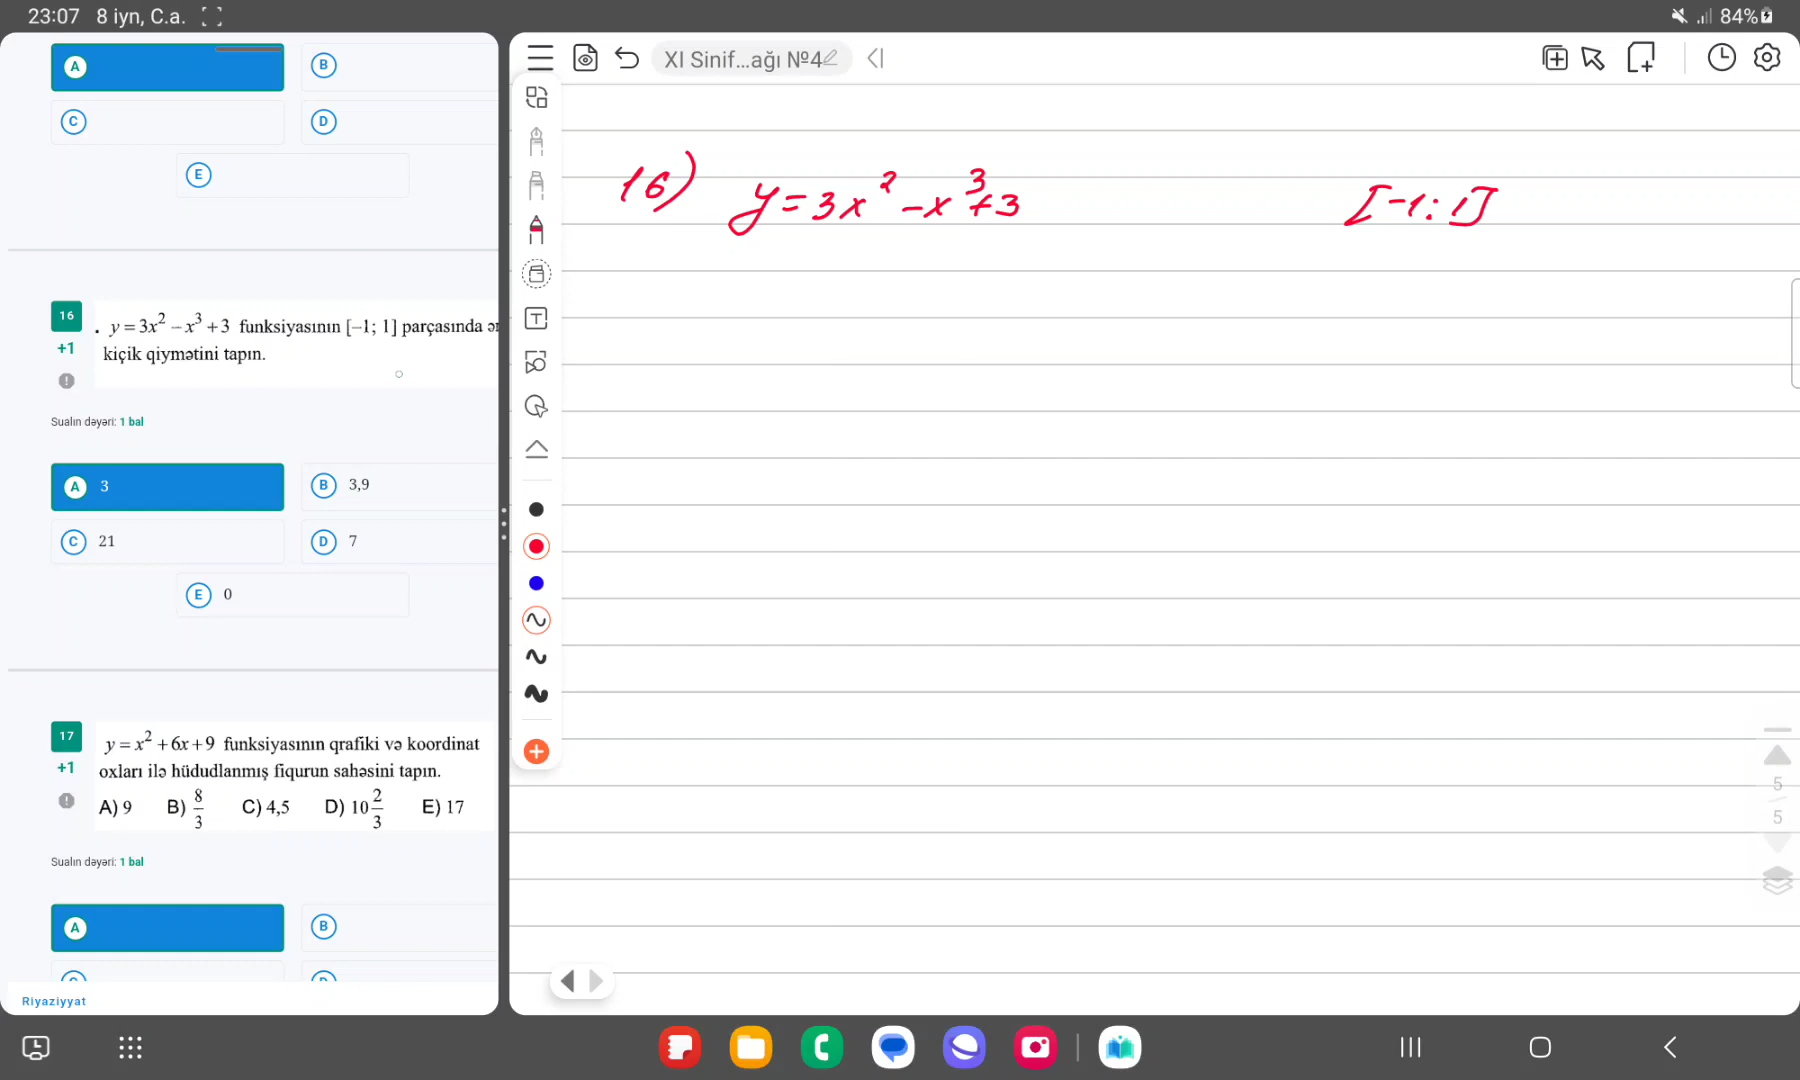 23:07 8 iyn, C.a.
84%
A
B
C
D
E
16
+1
. y = 3x² – x³ + 3 funksiyasının [–1; 1] parçasında ən
kiçik qiymətini tapın.
Sualın dəyəri: 1 bal
A 3
B 3,9
C 21
D 7
E 0
17
+1
y = x² + 6x + 9 funksiyasının qrafiki və koordinat
oxları ilə hüdudlanmış fiqurun sahəsini tapın.
A) 9 B) 8/3 C) 4,5 D) 10 2/3 E) 17
Sualın dəyəri: 1 bal
A
B
Riyaziyyat
XI Sinif...ağı №4
16) y = 3x² – x³ + 3 [-1; 1]
5
5